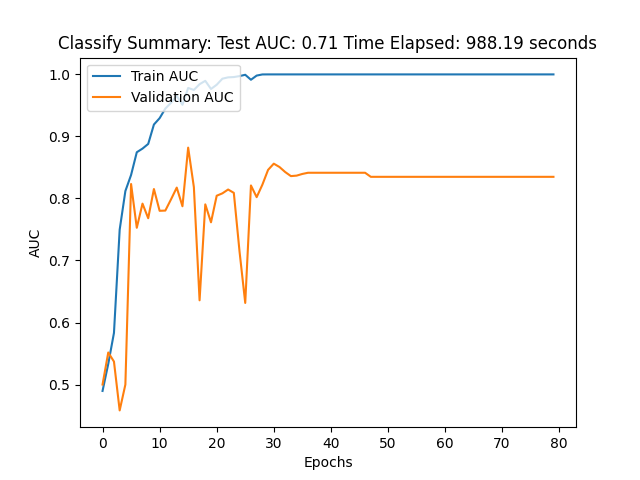 Classify Summary: Test AUC: 0.71 Time Elapsed: 988.19 seconds
Train AUC
Validation AUC
1.0
0.9
0.8
0.7
0.6
0.5
AUC
0 10 20 30 40 50 60 70 80
Epochs